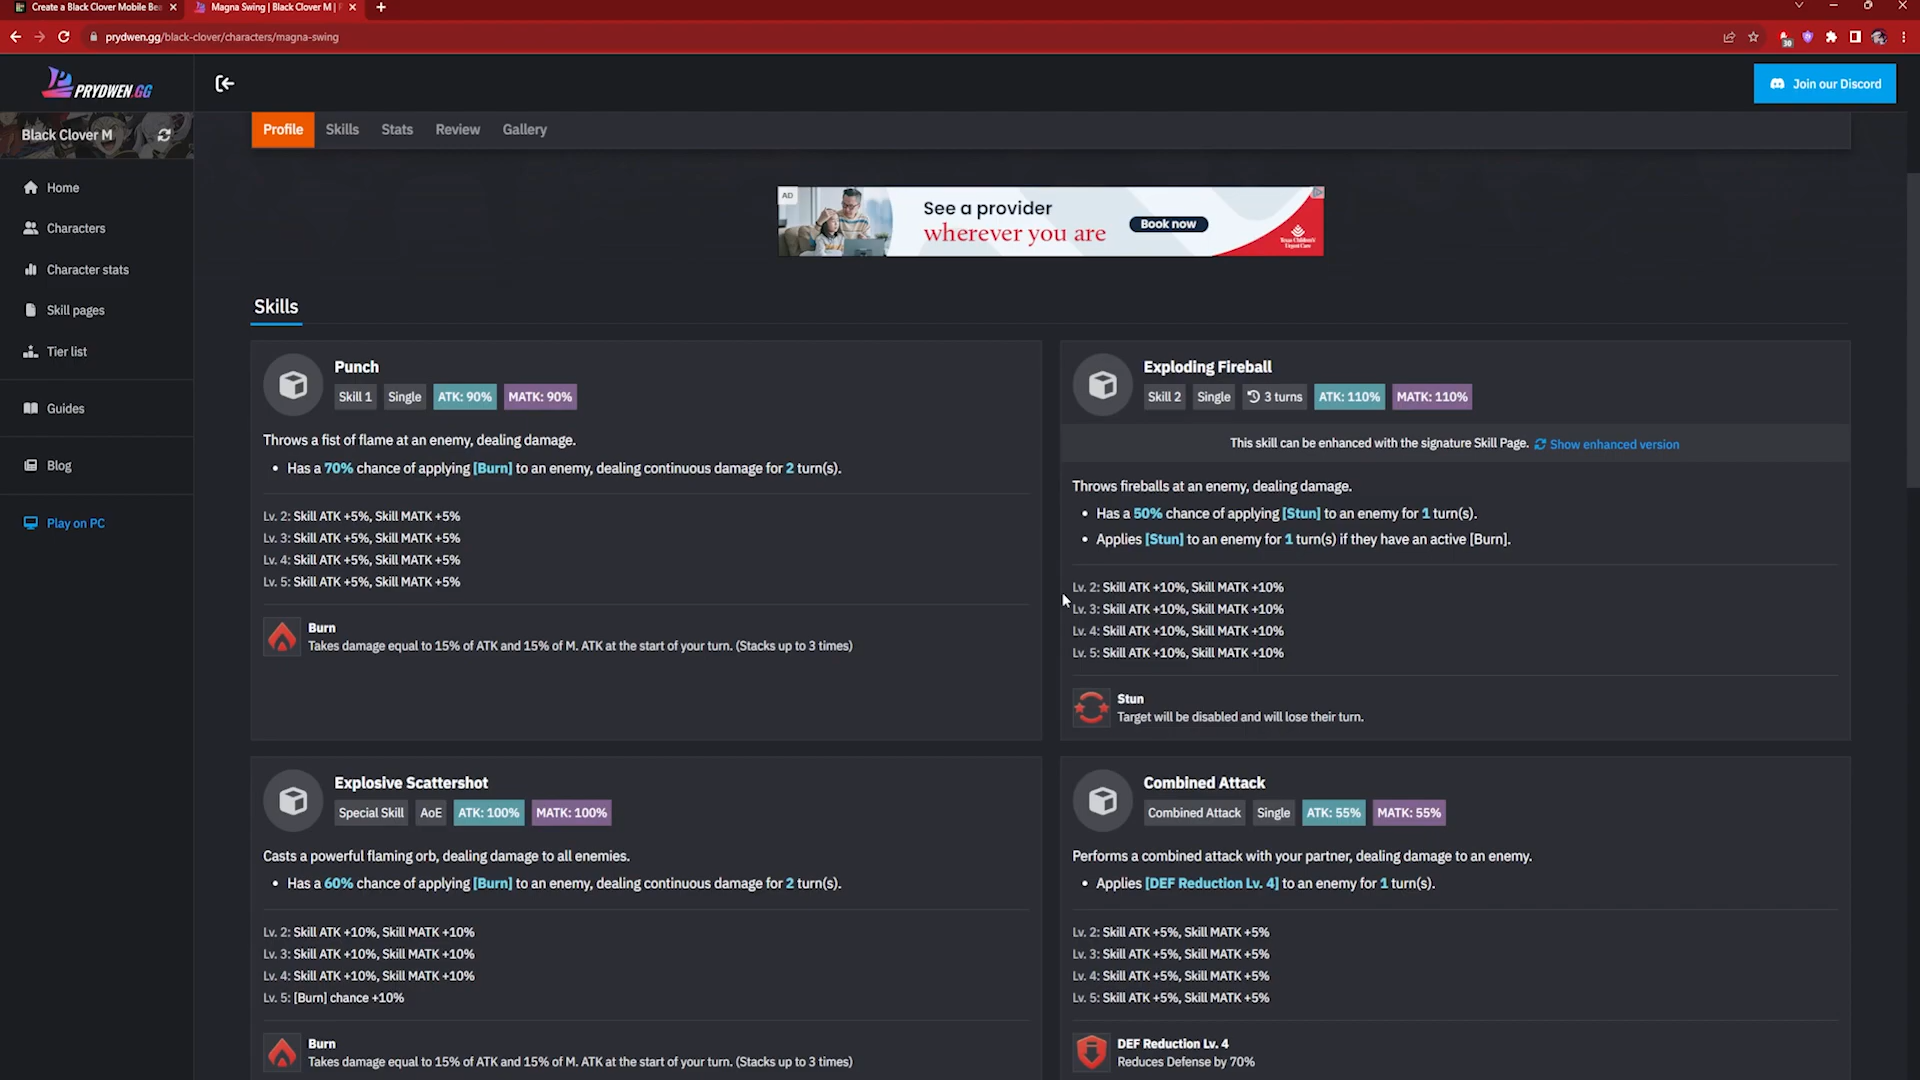 Create a Black Clover Mobile Bea
Magna Swing | Black Clover M |
prydwen.gg/black-clover/characters/magna-swing
30
PRYDWEN.GG
Join our Discord
Black Clover M
Profile
Skills
Stats
Review
Gallery
Home
Characters
Character stats
Skill pages
Tier list
Guides
Blog
Play on PC
AD
See a provider
wherever you are
Book now
Texas Children's
Urgent Care
Skills
Punch
Skill 1
Single
ATK: 90%
MATK: 90%
Throws a fist of flame at an enemy, dealing damage.
• Has a 70% chance of applying [Burn] to an enemy, dealing continuous damage for 2 turn(s).
Lv. 2: Skill ATK +5%, Skill MATK +5%
Lv. 3: Skill ATK +5%, Skill MATK +5%
Lv. 4: Skill ATK +5%, Skill MATK +5%
Lv. 5: Skill ATK +5%, Skill MATK +5%
Burn
Takes damage equal to 15% of ATK and 15% of M. ATK at the start of your turn. (Stacks up to 3 times)
Exploding Fireball
Skill 2
Single
3 turns
ATK: 110%
MATK: 110%
This skill can be enhanced with the signature Skill Page. Show enhanced version
Throws fireballs at an enemy, dealing damage.
• Has a 50% chance of applying [Stun] to an enemy for 1 turn(s).
• Applies [Stun] to an enemy for 1 turn(s) if they have an active [Burn].
Lv. 2: Skill ATK +10%, Skill MATK +10%
Lv. 3: Skill ATK +10%, Skill MATK +10%
Lv. 4: Skill ATK +10%, Skill MATK +10%
Lv. 5: Skill ATK +10%, Skill MATK +10%
Stun
Target will be disabled and will lose their turn.
Explosive Scattershot
Special Skill
AoE
ATK: 100%
MATK: 100%
Casts a powerful flaming orb, dealing damage to all enemies.
• Has a 60% chance of applying [Burn] to an enemy, dealing continuous damage for 2 turn(s).
Lv. 2: Skill ATK +10%, Skill MATK +10%
Lv. 3: Skill ATK +10%, Skill MATK +10%
Lv. 4: Skill ATK +10%, Skill MATK +10%
Lv. 5: [Burn] chance +10%
Burn
Takes damage equal to 15% of ATK and 15% of M. ATK at the start of your turn. (Stacks up to 3 times)
Combined Attack
Combined Attack
Single
ATK: 55%
MATK: 55%
Performs a combined attack with your partner, dealing damage to an enemy.
• Applies [DEF Reduction Lv. 4] to an enemy for 1 turn(s).
Lv. 2: Skill ATK +5%, Skill MATK +5%
Lv. 3: Skill ATK +5%, Skill MATK +5%
Lv. 4: Skill ATK +5%, Skill MATK +5%
Lv. 5: Skill ATK +5%, Skill MATK +5%
DEF Reduction Lv. 4
Reduces Defense by 70%